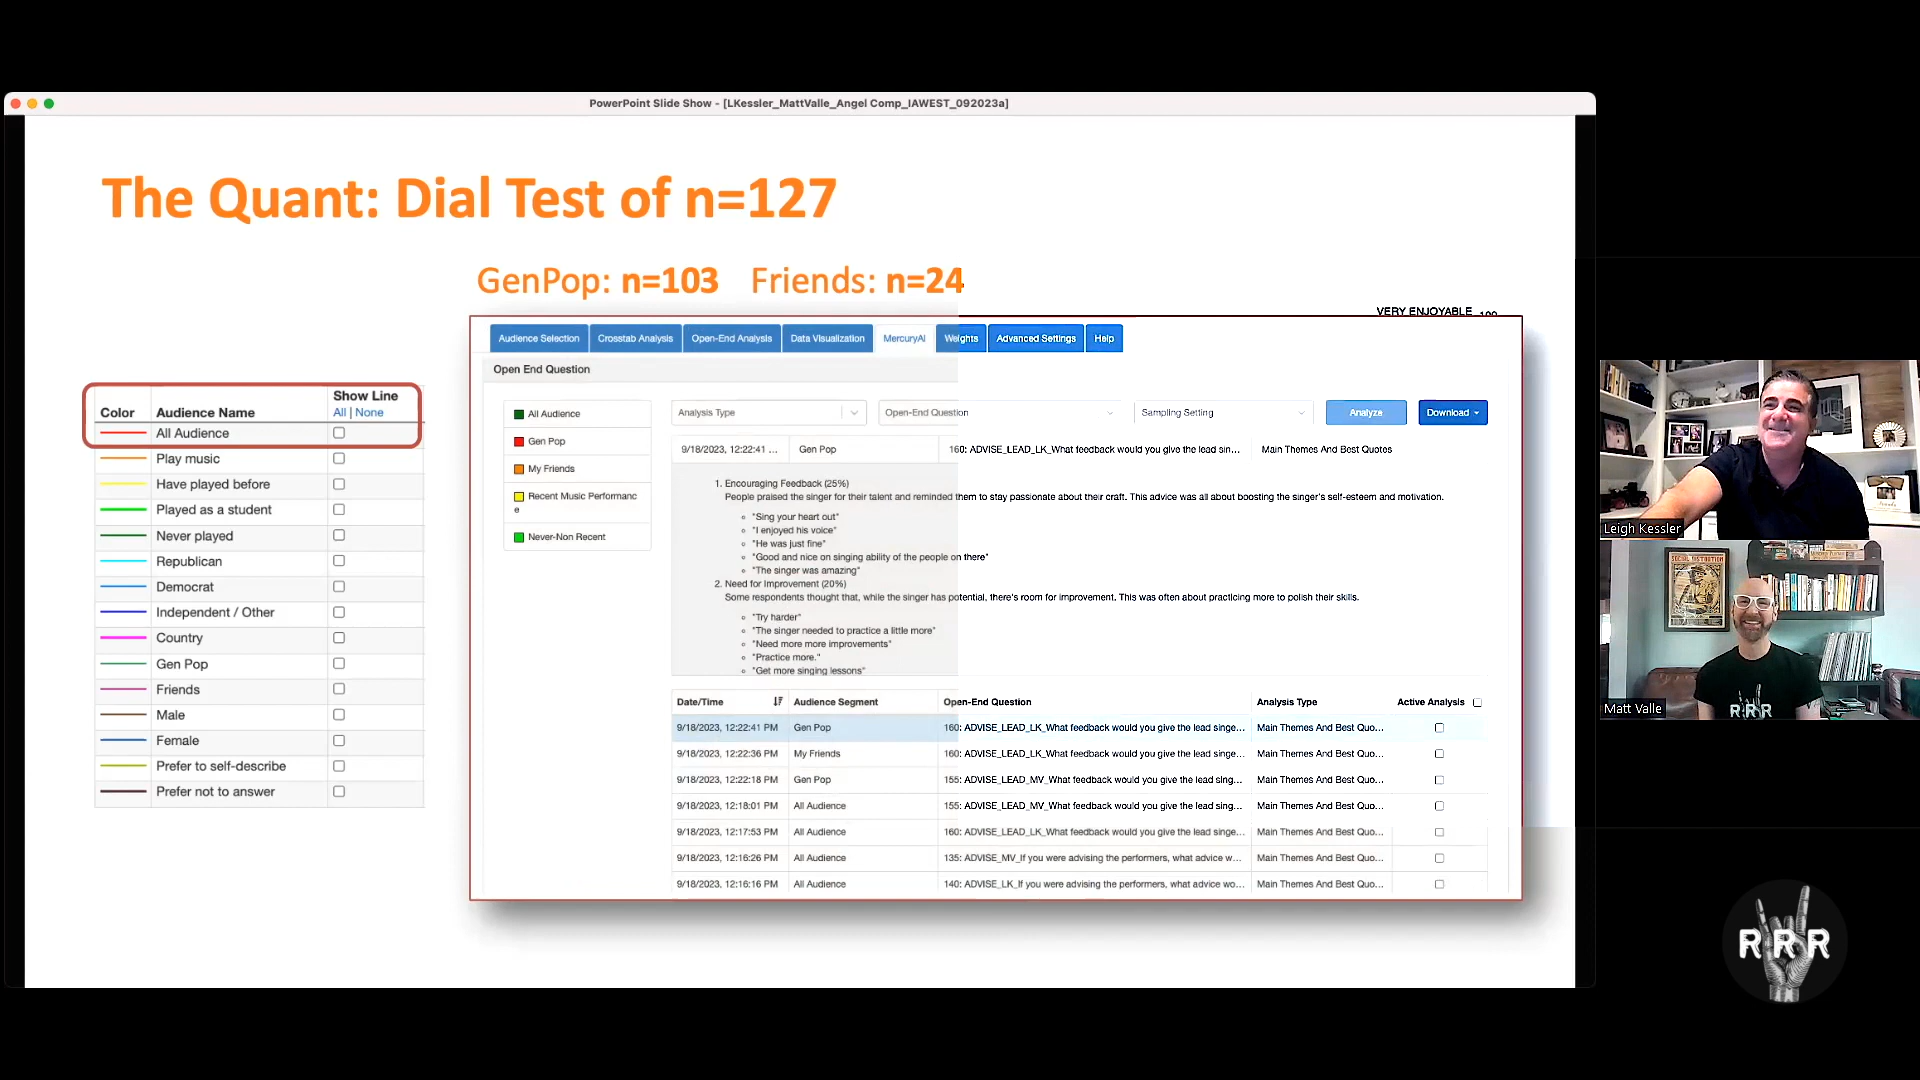 PowerPoint Slide Show - [LKessler_MattValle_Angel Comp_IAWEST_092023a]
The Quant: Dial Test of n=127
GenPop: n=103 Friends: n=24
VERY ENJOYABLE
Color Audience Name Show Line
All | None
All Audience
Play music
Have played before
Played as a student
Never played
Republican
Democrat
Independent / Other
Country
Gen Pop
Friends
Male
Female
Prefer to self-describe
Prefer not to answer
Audience Selection Crosstab Analysis Open-End Analysis Data Visualization MercuryAI Weights Advanced Settings Help
Open End Question
All Audience
Gen Pop
My Friends
Recent Music Performanc
e
Never-Non Recent
Analysis Type Open-End Question Sampling Setting Analyze Download
9/18/2023, 12:22:41 ... Gen Pop 160: ADVISE_LEAD_LK_What feedback would you give the lead sin... Main Themes And Best Quotes
1. Encouraging Feedback (25%)
People praised the singer for their talent and reminded them to stay passionate about their craft. This advice was all about boosting the singer's self-esteem and motivation.
"Sing your heart out"
"I enjoyed his voice"
"He was just fine"
"Good and nice on singing ability of the people on there"
"The singer was amazing"
2. Need for Improvement (20%)
Some respondents thought that, while the singer has potential, there's room for improvement. This was often about practicing more to polish their skills.
"Try harder"
"The singer needed to practice a little more"
"Need more more improvements"
"Practice more."
"Get more singing lessons"
Date/Time Audience Segment Open-End Question Analysis Type Active Analysis
9/18/2023, 12:22:41 PM Gen Pop 160: ADVISE_LEAD_LK_What feedback would you give the lead singe... Main Themes And Best Quo...
9/18/2023, 12:22:36 PM My Friends 160: ADVISE_LEAD_LK_What feedback would you give the lead singe... Main Themes And Best Quo...
9/18/2023, 12:22:18 PM Gen Pop 155: ADVISE_LEAD_MV_What feedback would you give the lead sing... Main Themes And Best Quo...
9/18/2023, 12:18:01 PM All Audience 155: ADVISE_LEAD_MV_What feedback would you give the lead sing... Main Themes And Best Quo...
9/18/2023, 12:17:53 PM All Audience 160: ADVISE_LEAD_LK_What feedback would you give the lead singe... Main Themes And Best Quo...
9/18/2023, 12:16:26 PM All Audience 135: ADVISE_MV_If you were advising the performers, what advice w... Main Themes And Best Quo...
9/18/2023, 12:16:16 PM All Audience 140: ADVISE_LK_If you were advising the performers, what advice wo... Main Themes And Best Quo...
Leigh Kessler
SOCIAL DISTORTION
RRR
Matt Valle
RRR